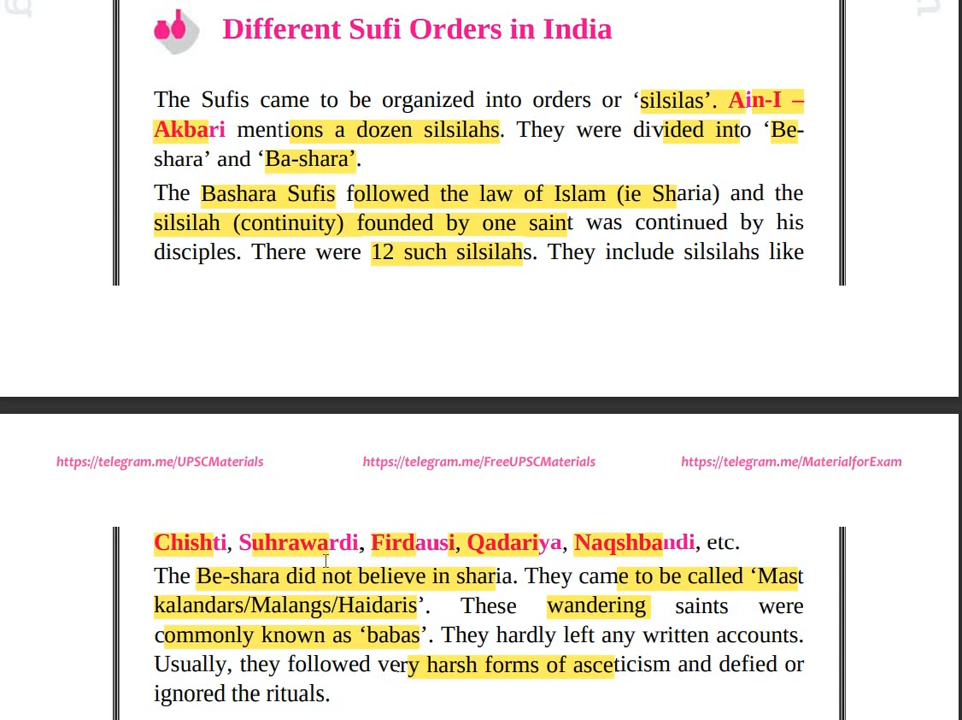 Different Sufi Orders in India
The Sufis came to be organized into orders or ‘silsilas’. Ain-I –
Akbari mentions a dozen silsilahs. They were divided into ‘Be-
shara’ and ‘Ba-shara’.
The Bashara Sufis followed the law of Islam (ie Sharia) and the
silsilah (continuity) founded by one saint was continued by his
disciples. There were 12 such silsilahs. They include silsilahs like
https://telegram.me/UPSCMaterials
https://telegram.me/FreeUPSCMaterials
https://telegram.me/MaterialforExam
Chishti, Suhrawardi, Firdausi, Qadariya, Naqshbandi, etc.
The Be-shara did not believe in sharia. They came to be called ‘Mast
kalandars/Malangs/Haidaris’. These wandering saints were
commonly known as ‘babas’. They hardly left any written accounts.
Usually, they followed very harsh forms of asceticism and defied or
ignored the rituals.